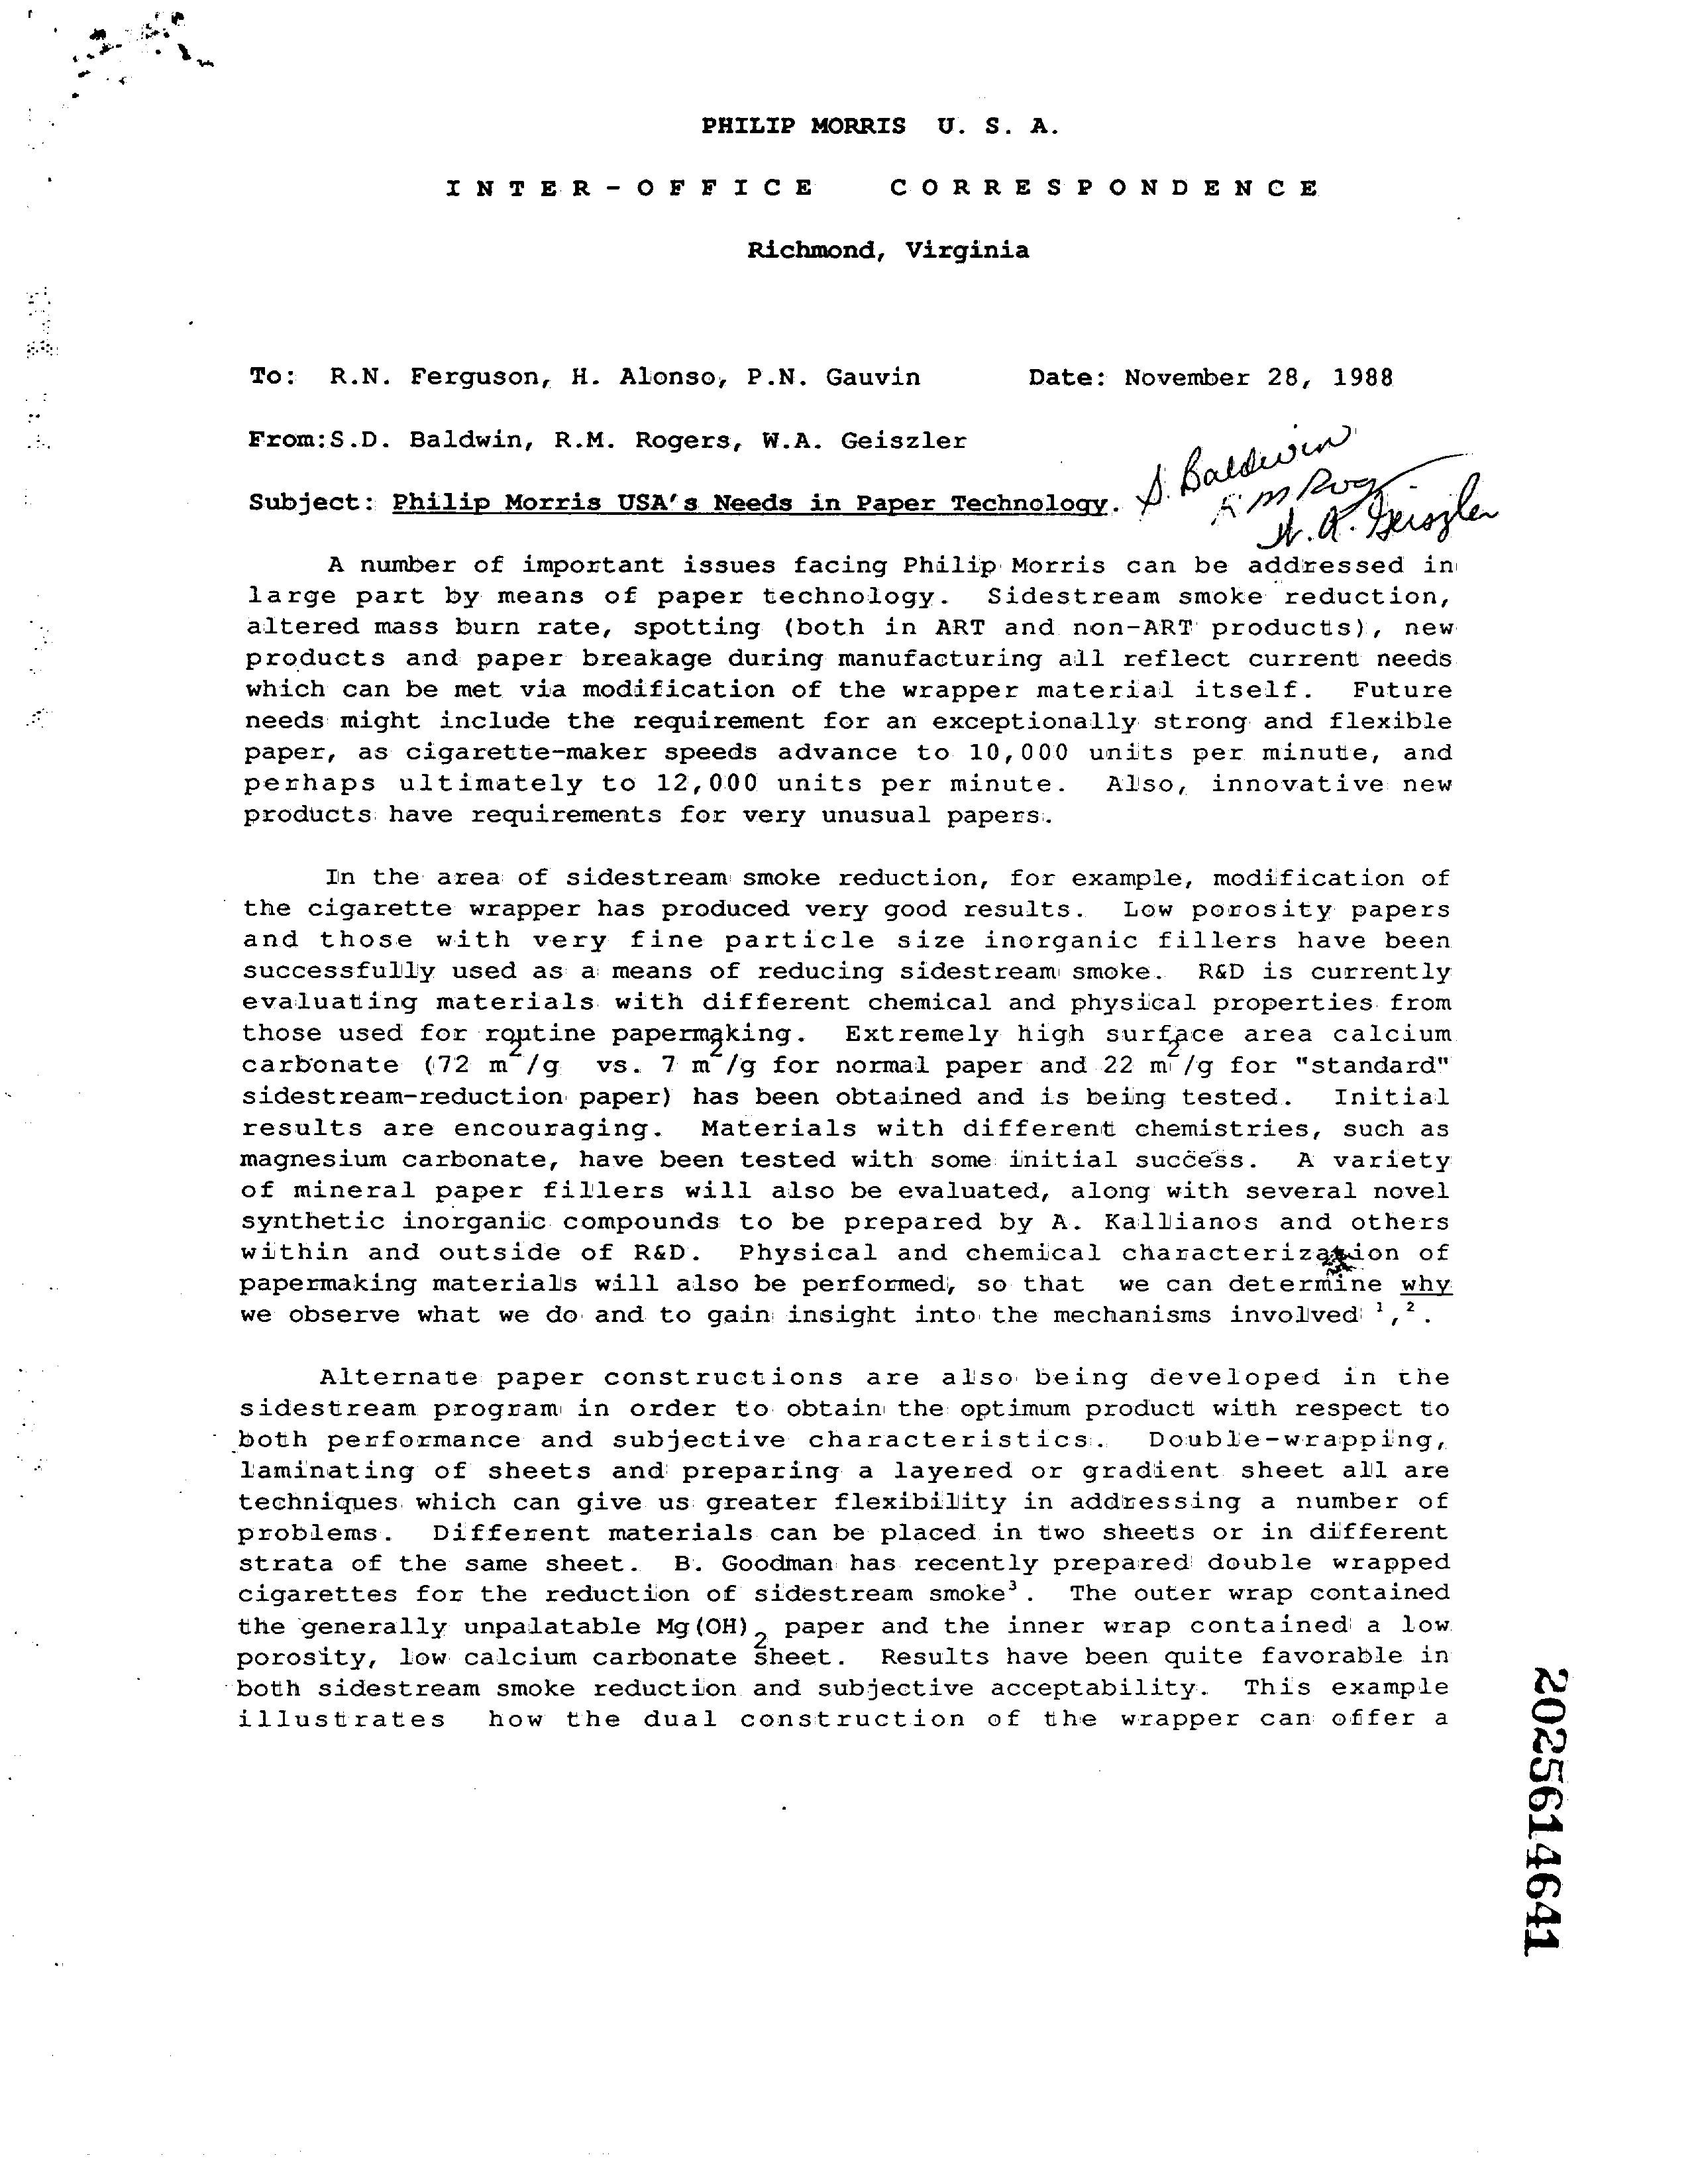 PHILIP MORRIS U. S. A.
INTER-OFFICE CORRESPONDENCE
Richmond, Virginia
To: R.N. Ferguson, H. Alonso, P.N. Gauvin Date: November 28, 1988
From:S.D. Baldwin, R.M. Rogers, W.A. Geiszler
S. Baldwin
Subject: Philip Morris USA's Needs in Paper Technology.
A number of important issues facing Philip Morris can be addressed in
large part by means of paper technology. Sidestream smoke reduction,
altered mass burn rate, spotting (both in ART and non-ART products), new
products and paper breakage during manufacturing all reflect current needs
which can be met via modification of the wrapper material itself. Future
needs might include the requirement for an exceptionally strong and flexible
paper, as cigarette-maker speeds advance to 10,000 units per minute, and
perhaps ultimately to 12,000 units per minute. Also, innovative new
products have requirements for very unusual papers.
In the area of sidestream smoke reduction, for example, modification of
the cigarette wrapper has produced very good results. Low porosity papers
and those with very fine particle size inorganic fillers have been
successfully used as a means of reducing sidestream smoke. R&D is currently
evaluating materials with different chemical and physical properties from
those used for routine papermaking. Extremely high surface area calcium
carbonate (72 m²/g vs. 7 m²/g for normal paper and 22 m²/g for "standard"
sidestream-reduction paper) has been obtained and is being tested. Initial
results are encouraging. Materials with different chemistries, such as
magnesium carbonate, have been tested with some initial success. A variety
of mineral paper fillers will also be evaluated, along with several novel
synthetic inorganic compounds to be prepared by A. Kallianos and others
within and outside of R&D. Physical and chemical characterization of
papermaking materials will also be performed, so that we can determine why
we observe what we do and to gain insight into the mechanisms involved ¹,².
Alternate paper constructions are also being developed in the
sidestream program in order to obtain the optimum product with respect to
both performance and subjective characteristics. Double-wrapping,
laminating of sheets and preparing a layered or gradient sheet all are
techniques which can give us greater flexibility in addressing a number of
problems. Different materials can be placed in two sheets or in different
strata of the same sheet. B. Goodman has recently prepared double wrapped
cigarettes for the reduction of sidestream smoke³. The outer wrap contained
the generally unpalatable Mg(OH)₂ paper and the inner wrap contained a low
porosity, low calcium carbonate sheet. Results have been quite favorable in
both sidestream smoke reduction and subjective acceptability. This example
illustrates how the dual construction of the wrapper can offer a
2025614641